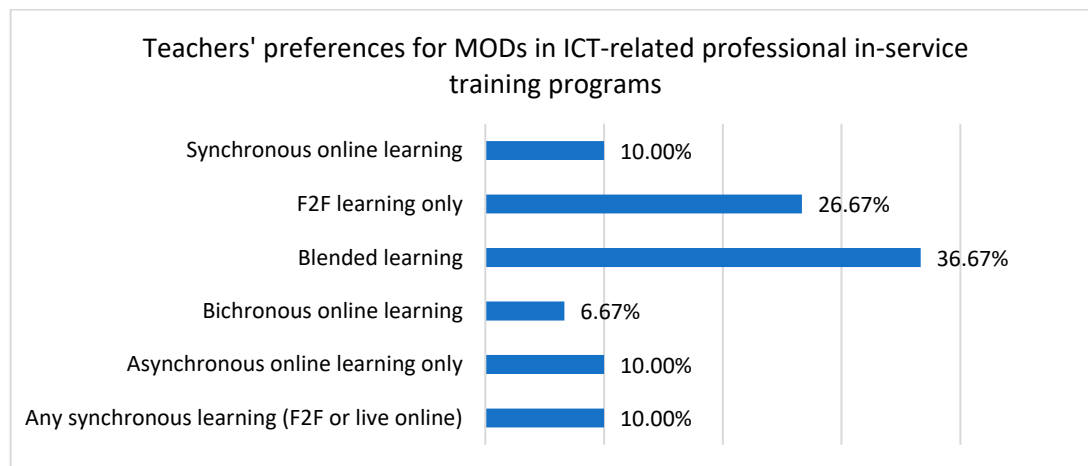 Teachers' preferences for MODs in ICT-related professional in-service
training programs
Synchronous online learning 10.00%
F2F learning only 26.67%
Blended learning 36.67%
Bichronous online learning 6.67%
Asynchronous online learning only 10.00%
Any synchronous learning (F2F or live online) 10.00%